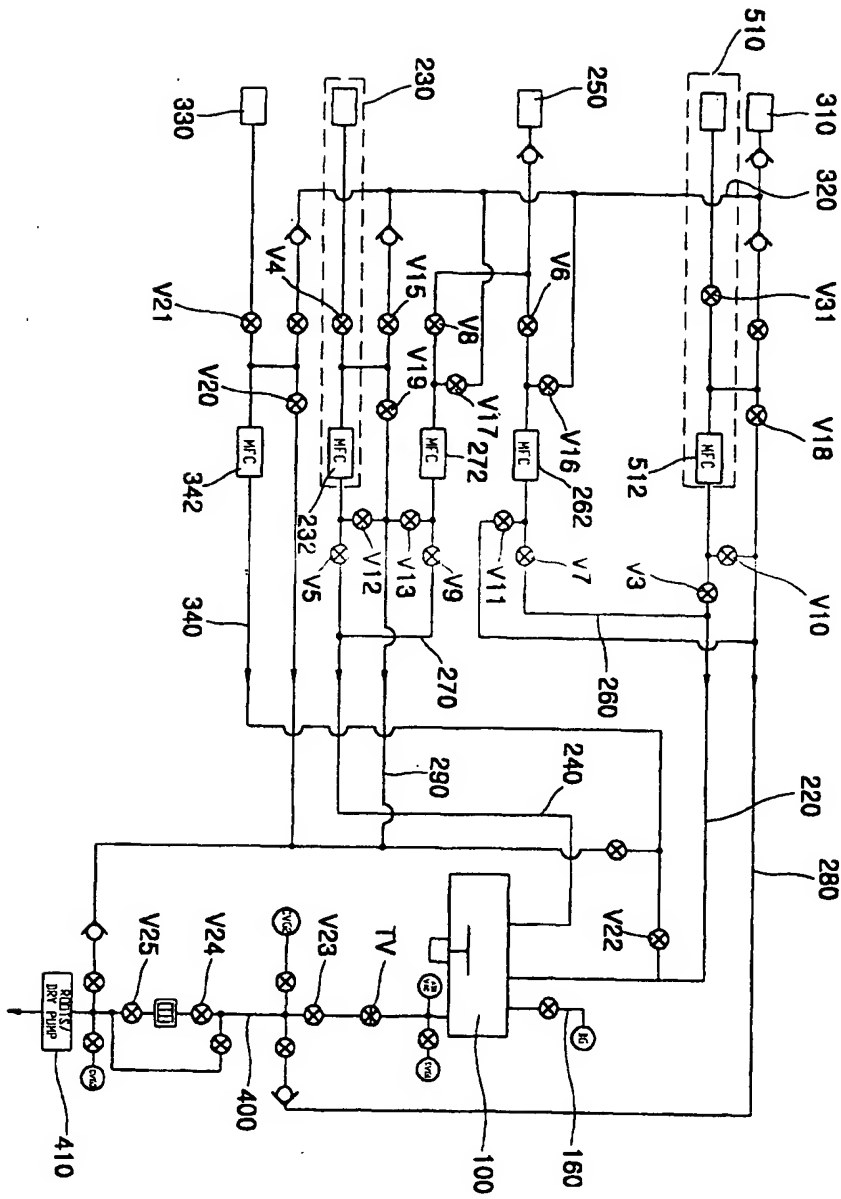 510
310
320
V31
V18
V10
220
280
MFC
512
V3
250
V6
V16
MFC
262
V7
V11
260
V22
160
V8
V17
MFC
272
V9
V13
270
240
100
230
V4
V15
V19
MFC
232
V12
V5
290
TV
V23
400
330
V21
V20
MFC
342
340
V24
V25
ROOTS/
DRY PUMP
410